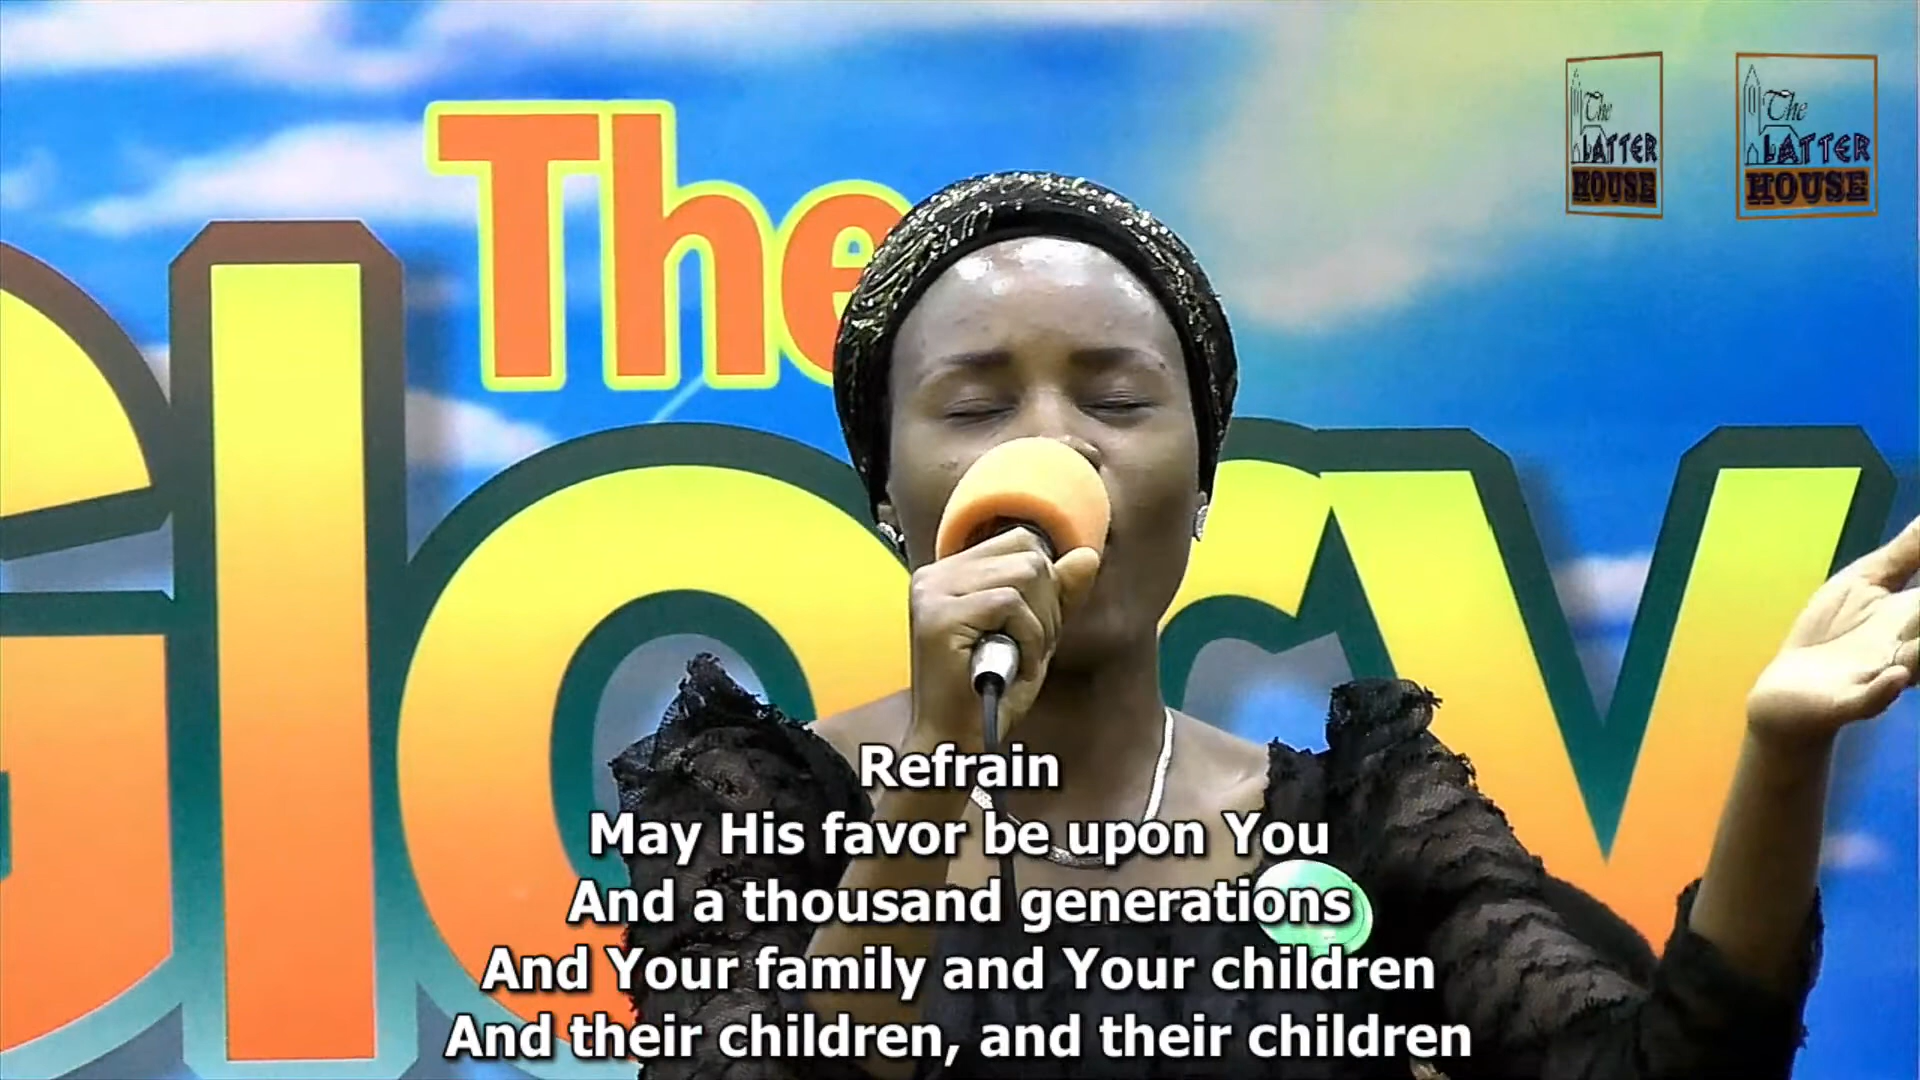 The
Glory
The
LATTER
HOUSE
The
LATTER
HOUSE
Refrain
May His favor be upon You
And a thousand generations
And Your family and Your children
And their children, and their children